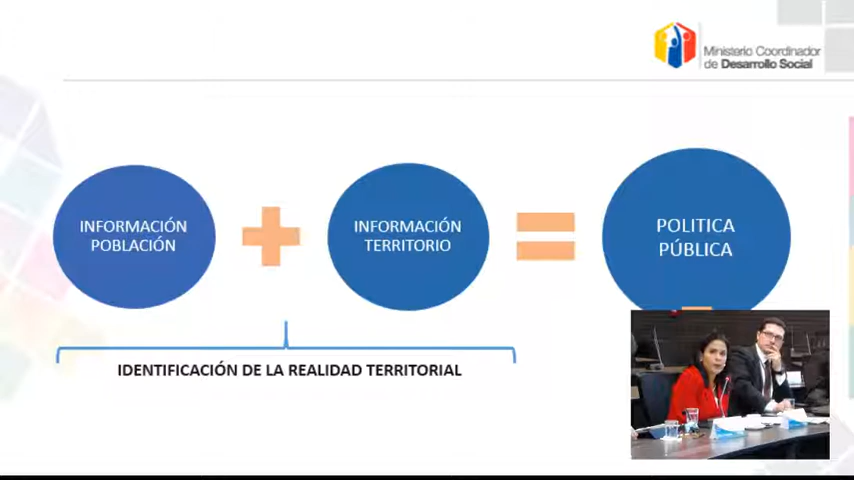 Ministerio Coordinador
de Desarrollo Social
INFORMACIÓN
POBLACIÓN
INFORMACIÓN
TERRITORIO
POLITICA
PÚBLICA
IDENTIFICACIÓN DE LA REALIDAD TERRITORIAL